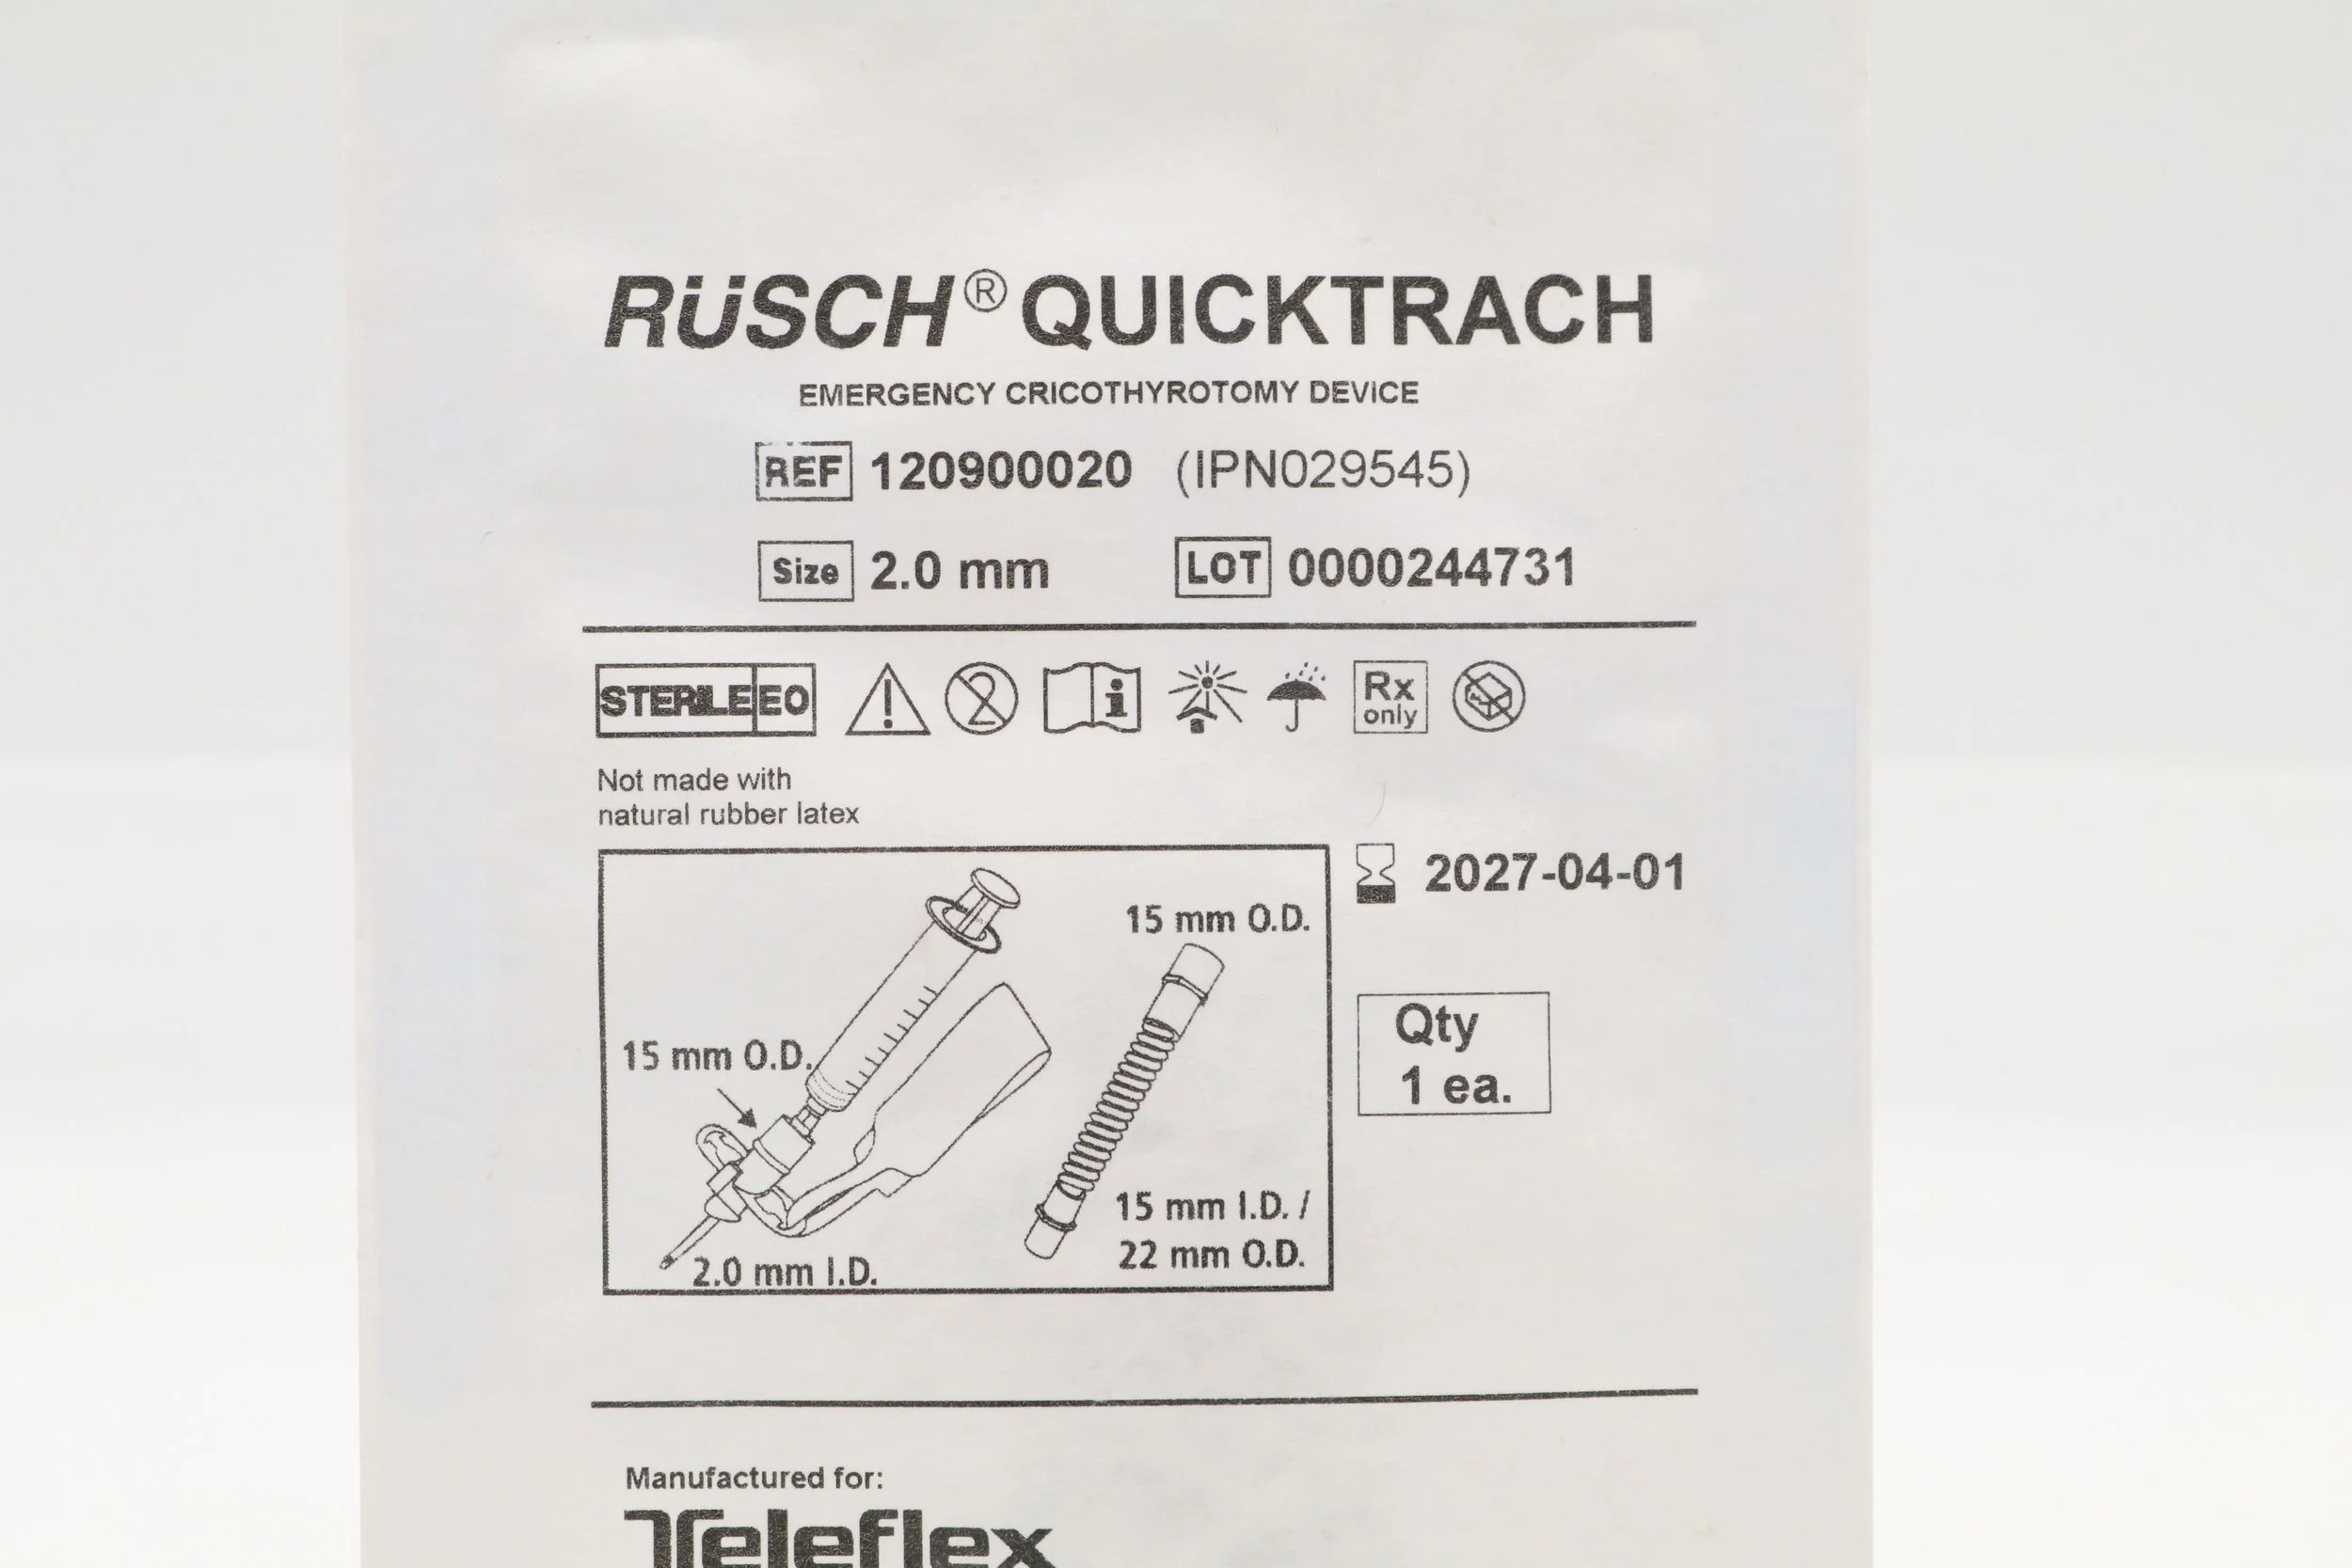 RÜSCH® QUICKTRACH
EMERGENCY CRICOTHYROTOMY DEVICE
REF 120900020 (IPN029545)
Size 2.0 mm LOT 0000244731
STERILE EO 2 i Rx only
Not made with
natural rubber latex
2027-04-01
15 mm O.D.
15 mm O.D.
Qty
1 ea.
15 mm I.D. /
22 mm O.D.
2.0 mm I.D.
Manufactured for:
Teleflex